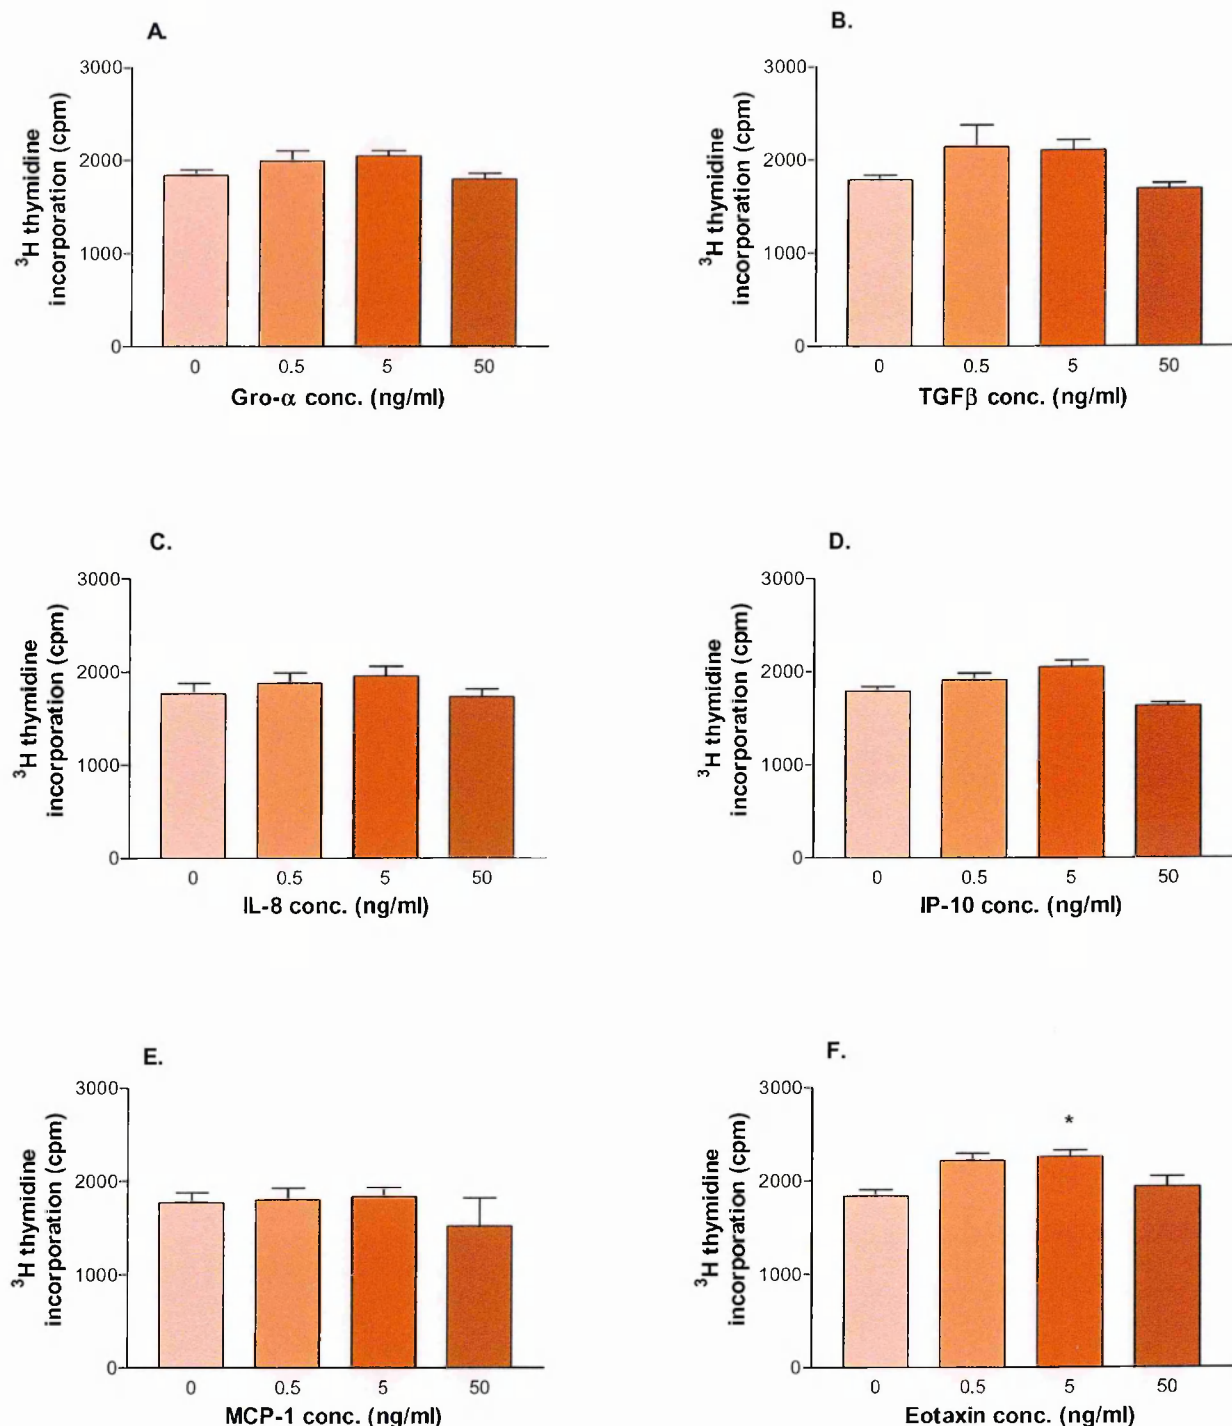 A.
3000
2000
1000
0
³H thymidine
incorporation (cpm)
0 0.5 5 50
Gro-α conc. (ng/ml)
B.
3000
2000
1000
0
³H thymidine
incorporation (cpm)
0 0.5 5 50
TGFβ conc. (ng/ml)
C.
3000
2000
1000
0
³H thymidine
incorporation (cpm)
0 0.5 5 50
IL-8 conc. (ng/ml)
D.
3000
2000
1000
0
³H thymidine
incorporation (cpm)
0 0.5 5 50
IP-10 conc. (ng/ml)
E.
3000
2000
1000
0
³H thymidine
incorporation (cpm)
0 0.5 5 50
MCP-1 conc. (ng/ml)
F.
3000
2000
1000
0
³H thymidine
incorporation (cpm)
*
0 0.5 5 50
Eotaxin conc. (ng/ml)